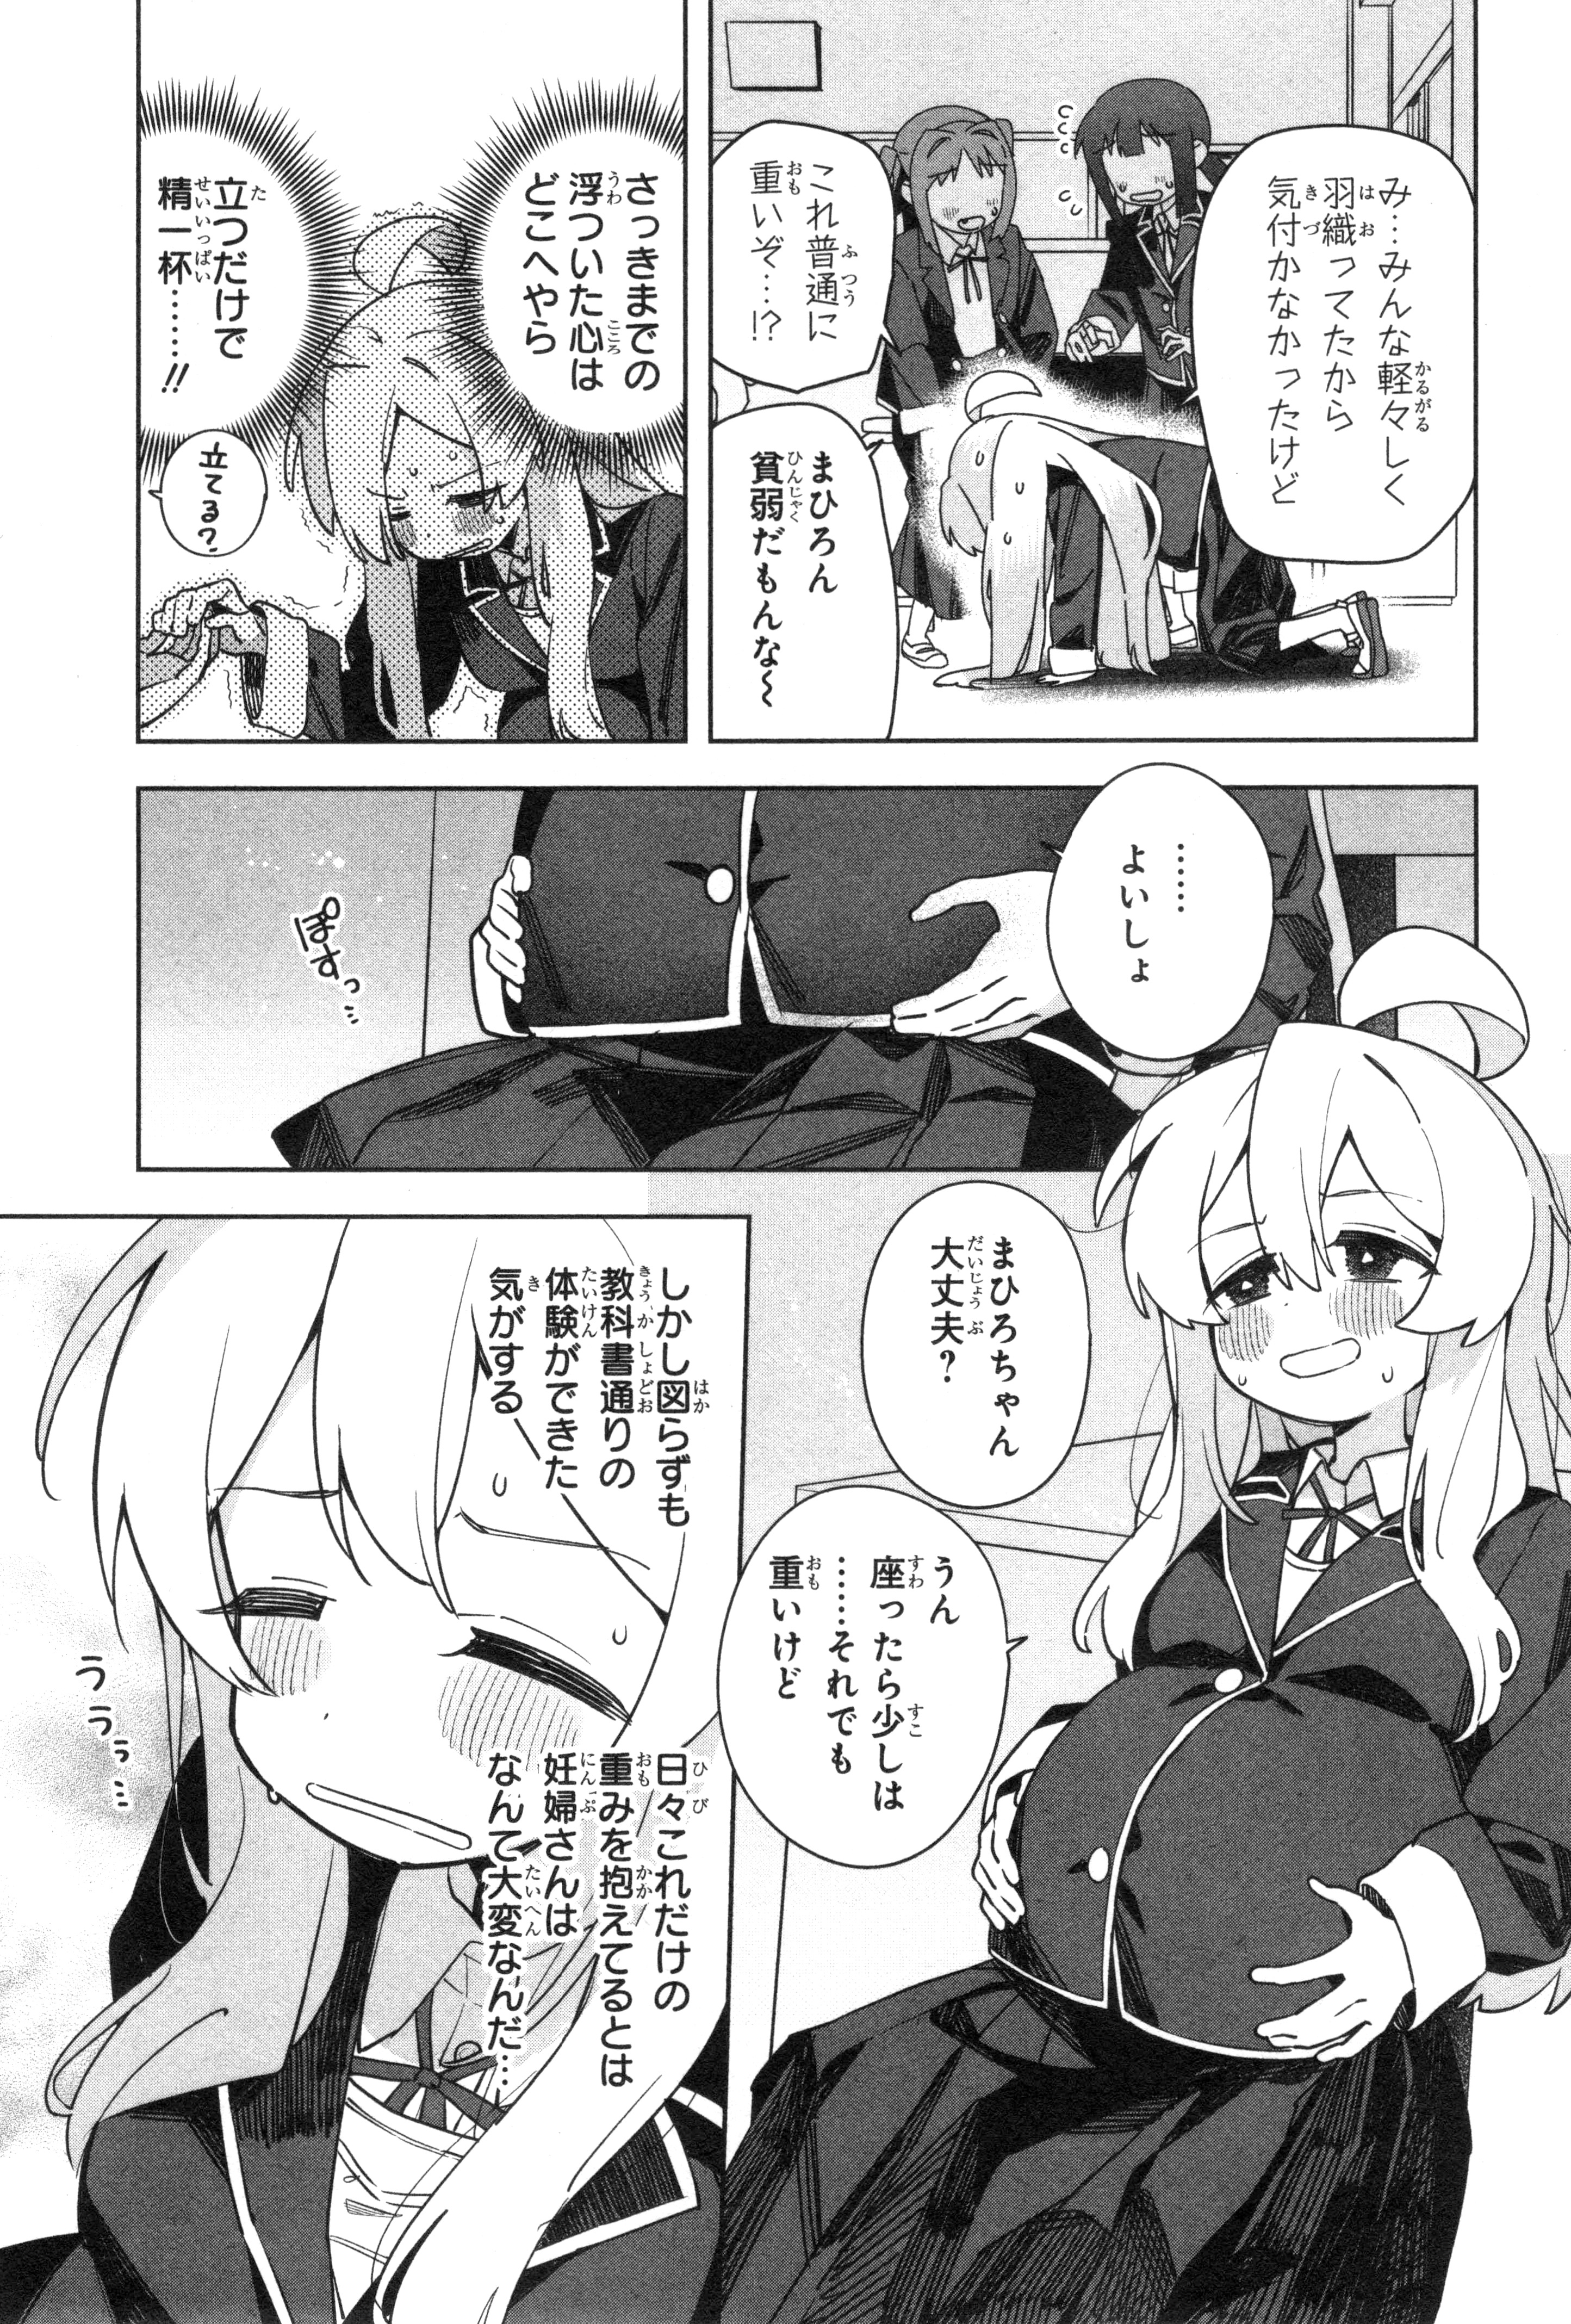 み…みんな軽々しく
羽織ってたから
気付かなかったけど
これ普通に
重いぞ…!?
まひろん
貧弱だもんな〜
さっきまでの
浮ついた心は
どこへやら
立つだけで
精一杯……!!
立てる？
……
よいしょ
ぽすっ…
まひろちゃん
大丈夫？
うん
座ったら少しは
……それでも
重いけど
しかし図らずも
教科書通りの
体験ができた
気がする
日々これだけの
重みを抱えてるとは
妊婦さんは
なんて大変なんだ…
うううぅ…